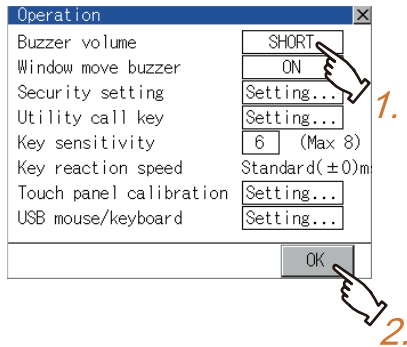 Operation ×
Buzzer volume SHORT
Window move buzzer ON
Security setting Setting...
Utility call key Setting...
Key sensitivity 6 (Max 8)
Key reaction speed Standard(±0)m
Touch panel calibration Setting...
USB mouse/keyboard Setting...
OK
1.
2.